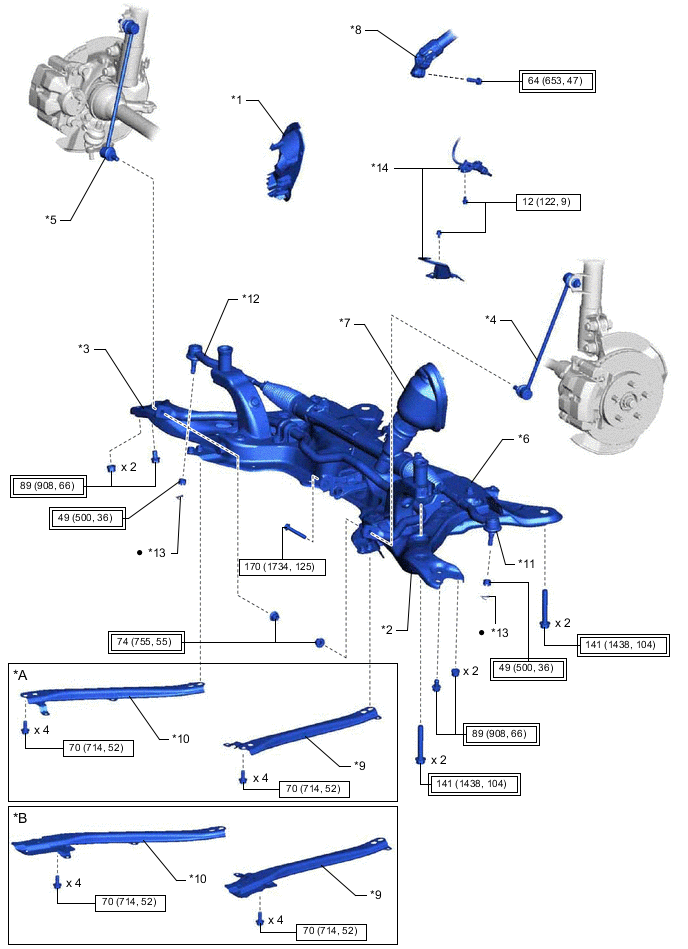 *8
64 (653, 47)
*1
*14
*5
12 (122, 9)
*12
*7
*4
*3
*6
x 2
89 (908, 66)
49 (500, 36)
● *13
170 (1734, 125)
*11
*2
● *13
x 2
74 (755, 55)
141 (1438, 104)
49 (500, 36)
x 2
*A
*10
x 4
70 (714, 52)
*9
x 4
70 (714, 52)
89 (908, 66)
x 2
141 (1438, 104)
*B
*10
x 4
70 (714, 52)
*9
x 4
70 (714, 52)